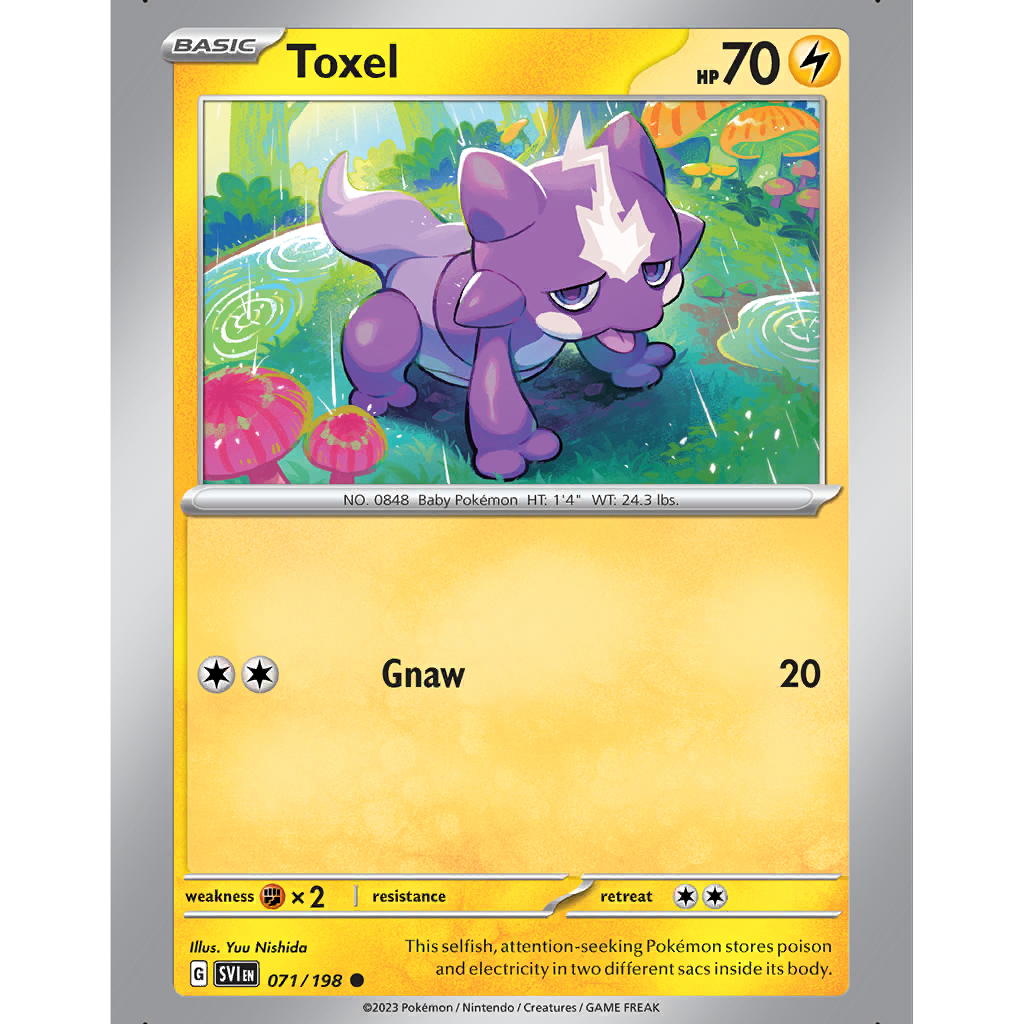 BASIC Toxel HP 70
NO. 0848 Baby Pokémon HT: 1'4" WT: 24.3 lbs.
Gnaw 20
weakness × 2 resistance retreat
Illus. Yuu Nishida
This selfish, attention-seeking Pokémon stores poison
and electricity in two different sacs inside its body.
G SVI EN 071/198
©2023 Pokémon / Nintendo / Creatures / GAME FREAK